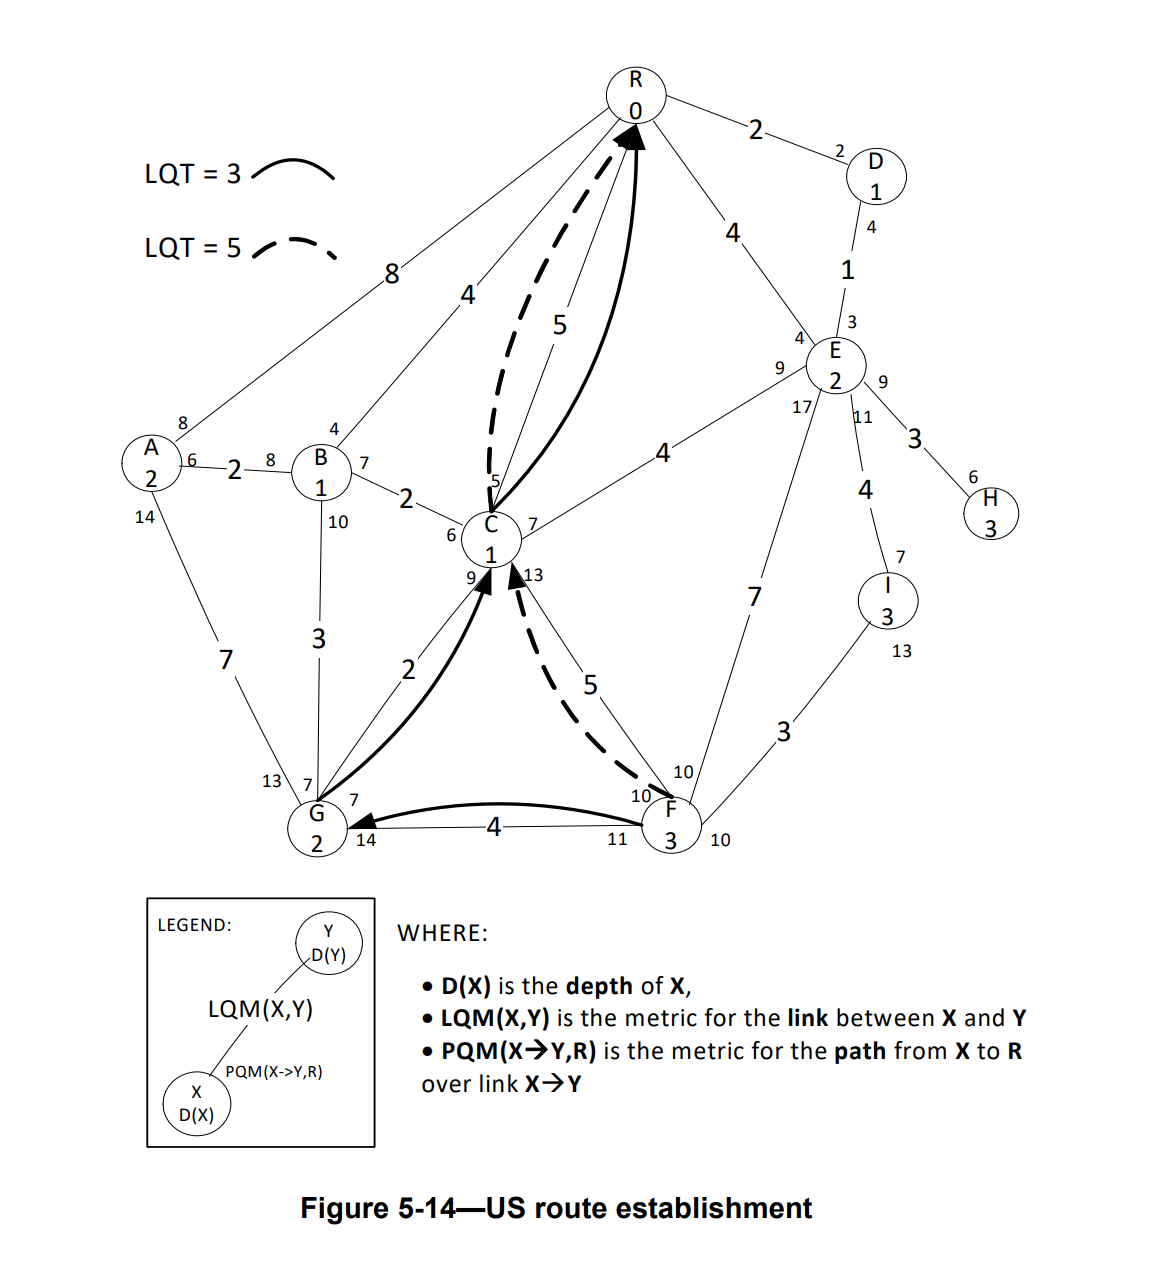 R
0
2
2
D
1
4
LQT = 3
LQT = 5
4
8
4
5
1
3
4
E
2
9
9
17
11
3
8
4
A
2
6
2
8
B
1
7
2
4
5
C
1
6
7
4
6
H
3
14
10
9
13
7
I
3
13
7
3
2
5
7
7
3
13
7
7
G
2
14
4
11
10
10
F
3
10
LEGEND:
Y
D(Y)
LQM(X,Y)
PQM(X->Y,R)
X
D(X)
WHERE:
• D(X) is the depth of X,
• LQM(X,Y) is the metric for the link between X and Y
• PQM(X→Y,R) is the metric for the path from X to R
over link X→Y
Figure 5-14—US route establishment